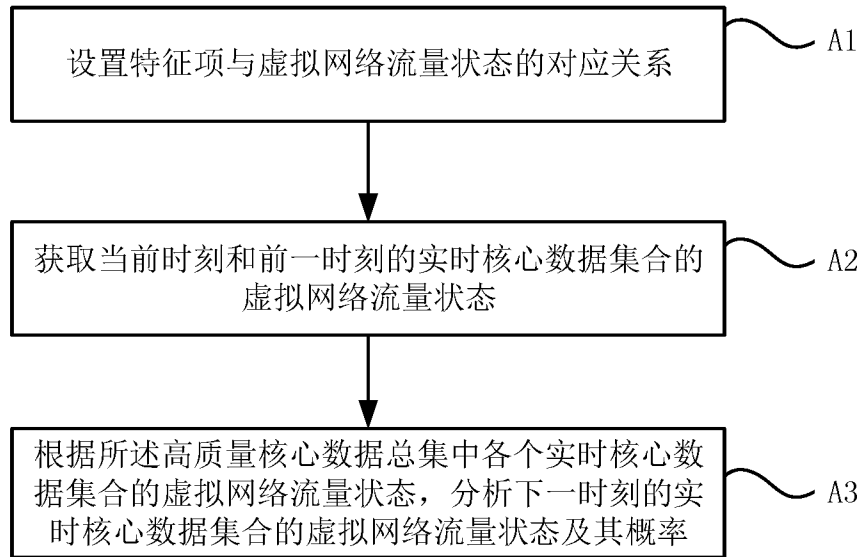 设置特征项与虚拟网络流量状态的对应关系
A1
获取当前时刻和前一时刻的实时核心数据集合的
虚拟网络流量状态
A2
根据所述高质量核心数据总集中各个实时核心数
据集合的虚拟网络流量状态，分析下一时刻的实
时核心数据集合的虚拟网络流量状态及其概率
A3